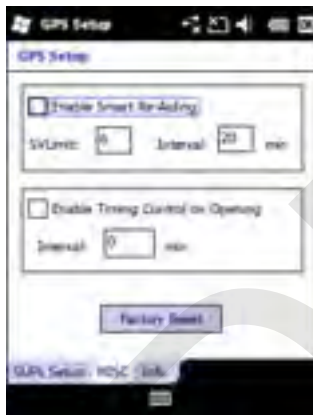 GPS Setup
GPS Setup
Enable Smart Re-Aiding
SVLimit: 6 Interval: 20 min
Enable Timing Control on Opening
Interval: 0 min
Factory Reset
SUPL Setup MISC Info